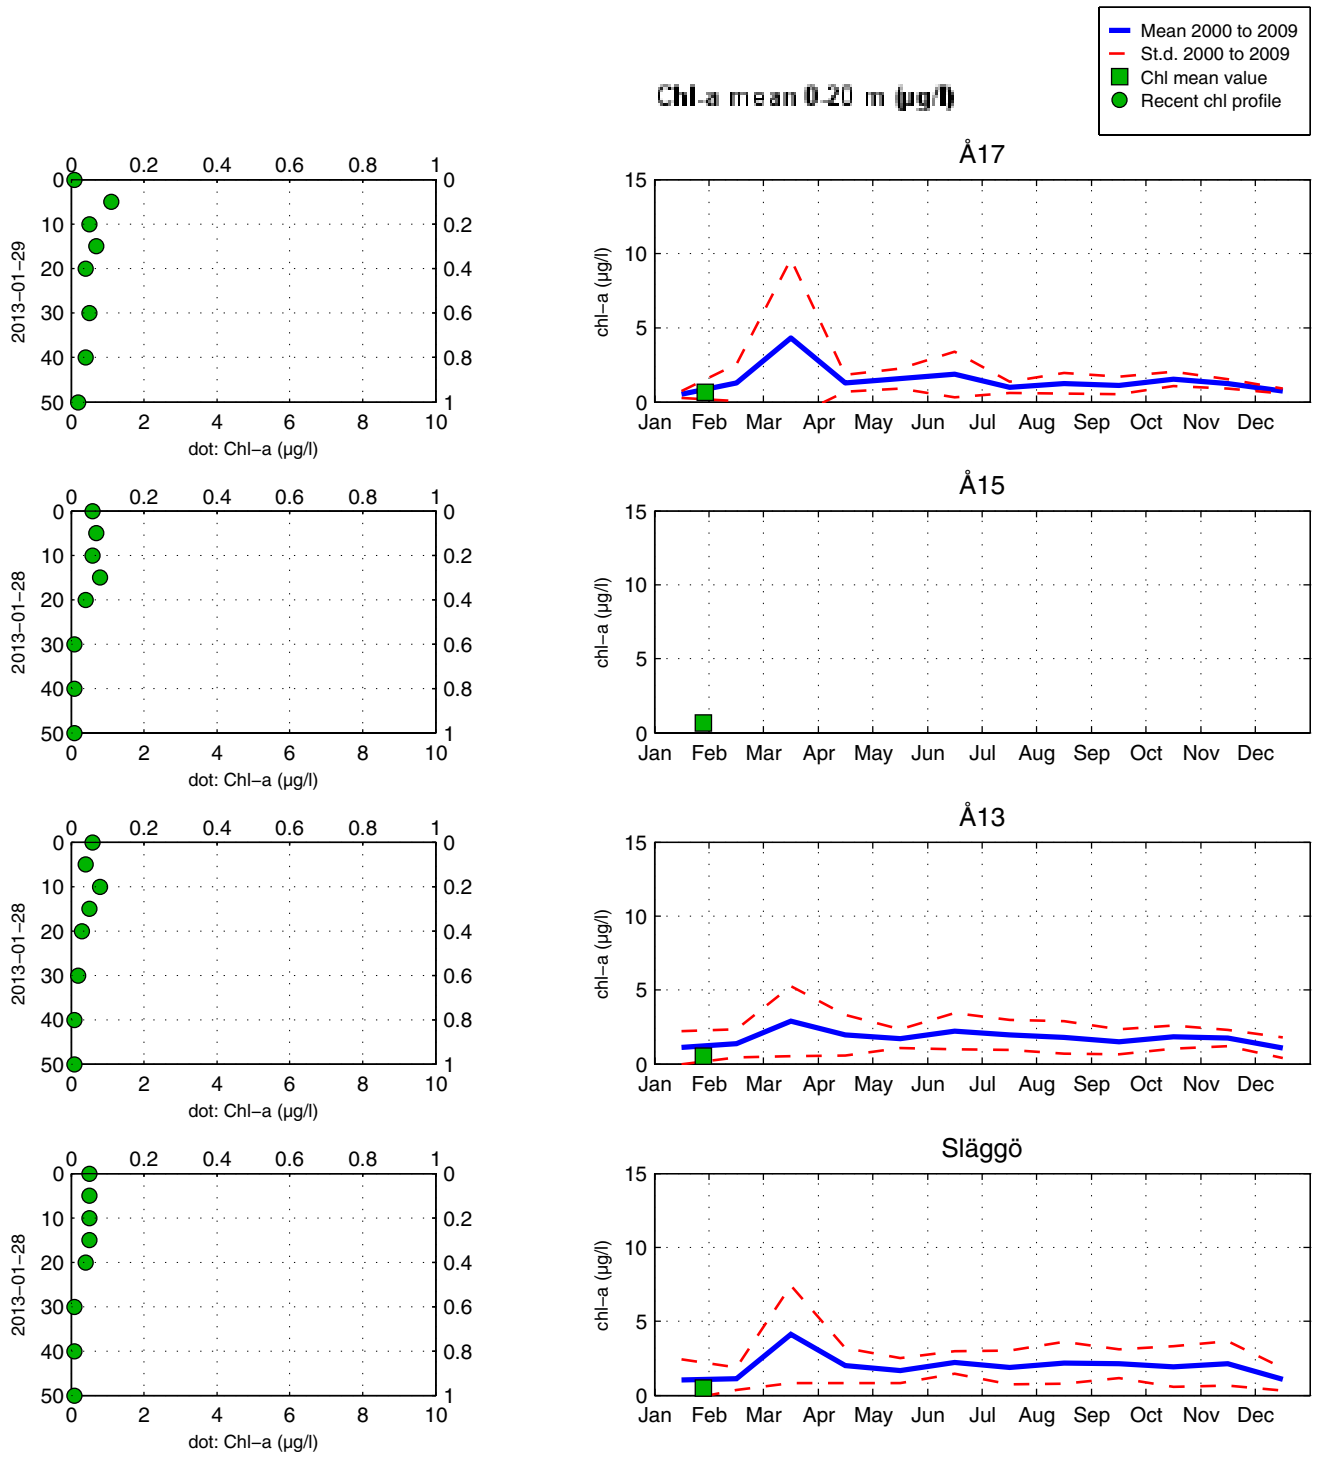 Mean 2000 to 2009
St.d. 2000 to 2009
Chl mean value
Recent chl profile
Chl-a mean 0-20 m (µg/l)
0 0.2 0.4 0.6 0.8 1
0 10 20 30 40 50
0 0.2 0.4 0.6 0.8 1
0 2 4 6 8 10
2013-01-29
dot: Chl-a (µg/l)
Å17
15 10 5 0
chl-a (µg/l)
Jan Feb Mar Apr May Jun Jul Aug Sep Oct Nov Dec
0 0.2 0.4 0.6 0.8 1
0 10 20 30 40 50
0 0.2 0.4 0.6 0.8 1
0 2 4 6 8 10
2013-01-28
dot: Chl-a (µg/l)
Å15
15 10 5 0
chl-a (µg/l)
Jan Feb Mar Apr May Jun Jul Aug Sep Oct Nov Dec
0 0.2 0.4 0.6 0.8 1
0 10 20 30 40 50
0 0.2 0.4 0.6 0.8 1
0 2 4 6 8 10
2013-01-28
dot: Chl-a (µg/l)
Å13
15 10 5 0
chl-a (µg/l)
Jan Feb Mar Apr May Jun Jul Aug Sep Oct Nov Dec
0 0.2 0.4 0.6 0.8 1
0 10 20 30 40 50
0 0.2 0.4 0.6 0.8 1
0 2 4 6 8 10
2013-01-28
dot: Chl-a (µg/l)
Släggö
15 10 5 0
chl-a (µg/l)
Jan Feb Mar Apr May Jun Jul Aug Sep Oct Nov Dec